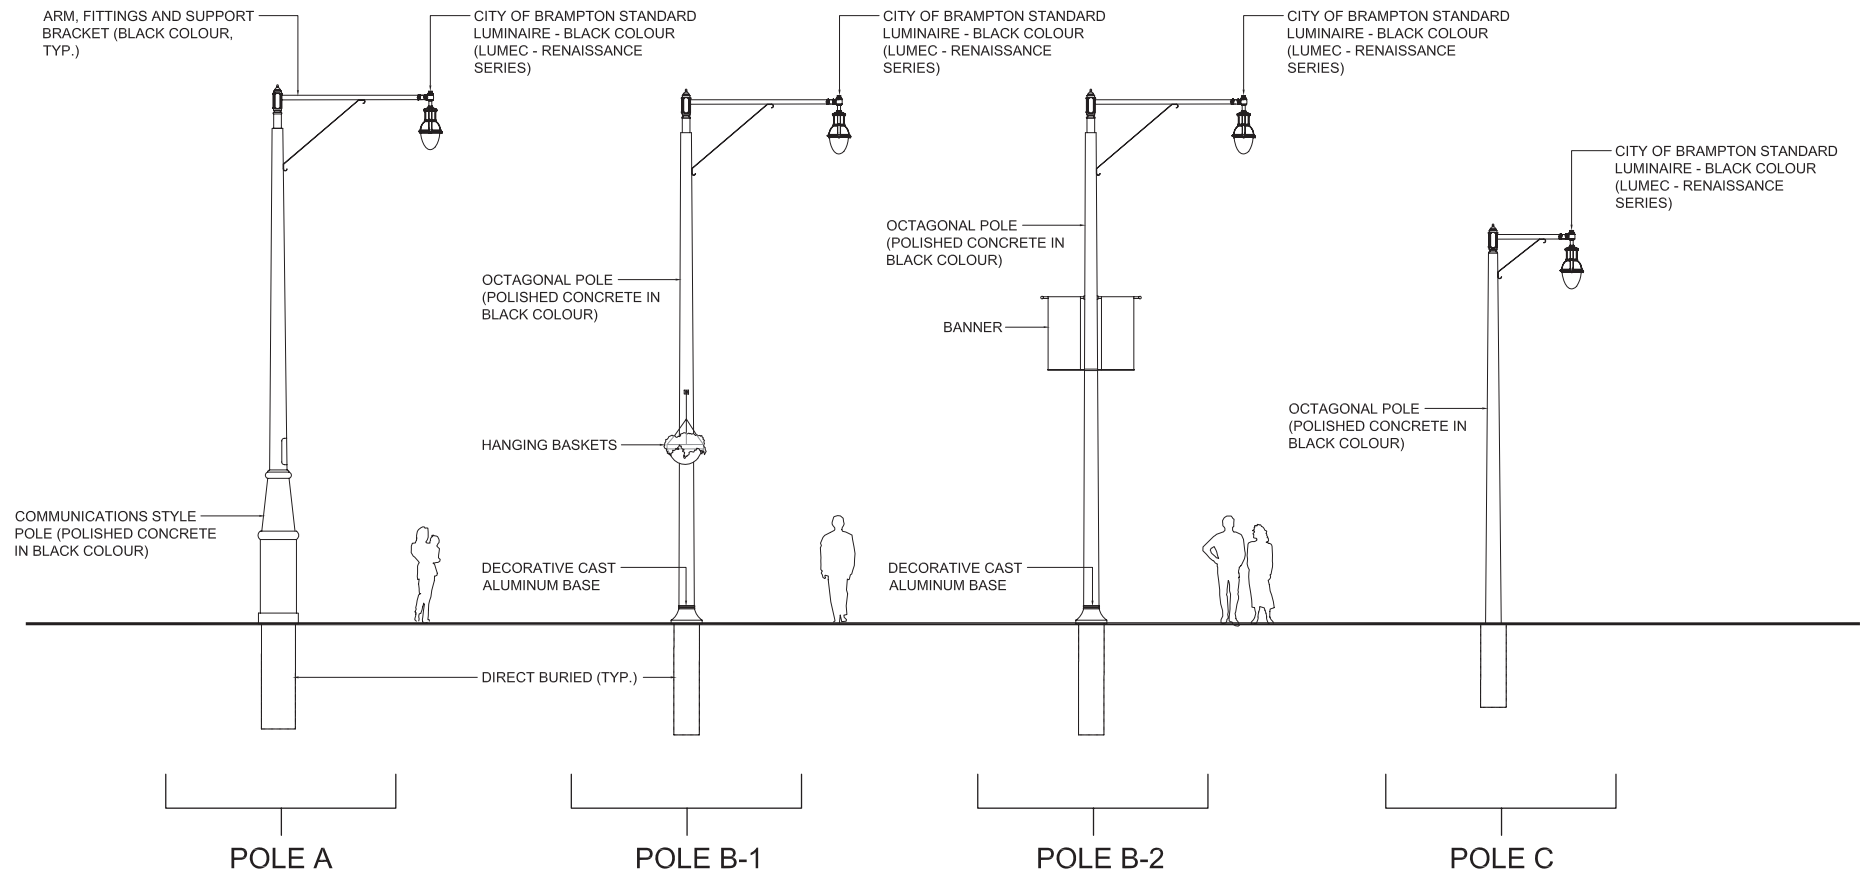 ARM, FITTINGS AND SUPPORT
BRACKET (BLACK COLOUR,
TYP.)
CITY OF BRAMPTON STANDARD
LUMINAIRE - BLACK COLOUR
(LUMEC - RENAISSANCE
SERIES)
CITY OF BRAMPTON STANDARD
LUMINAIRE - BLACK COLOUR
(LUMEC - RENAISSANCE
SERIES)
CITY OF BRAMPTON STANDARD
LUMINAIRE - BLACK COLOUR
(LUMEC - RENAISSANCE
SERIES)
CITY OF BRAMPTON STANDARD
LUMINAIRE - BLACK COLOUR
(LUMEC - RENAISSANCE
SERIES)
OCTAGONAL POLE
(POLISHED CONCRETE IN
BLACK COLOUR)
OCTAGONAL POLE
(POLISHED CONCRETE IN
BLACK COLOUR)
BANNER
OCTAGONAL POLE
(POLISHED CONCRETE IN
BLACK COLOUR)
HANGING BASKETS
COMMUNICATIONS STYLE
POLE (POLISHED CONCRETE
IN BLACK COLOUR)
DECORATIVE CAST
ALUMINUM BASE
DECORATIVE CAST
ALUMINUM BASE
DIRECT BURIED (TYP.)
POLE A
POLE B-1
POLE B-2
POLE C